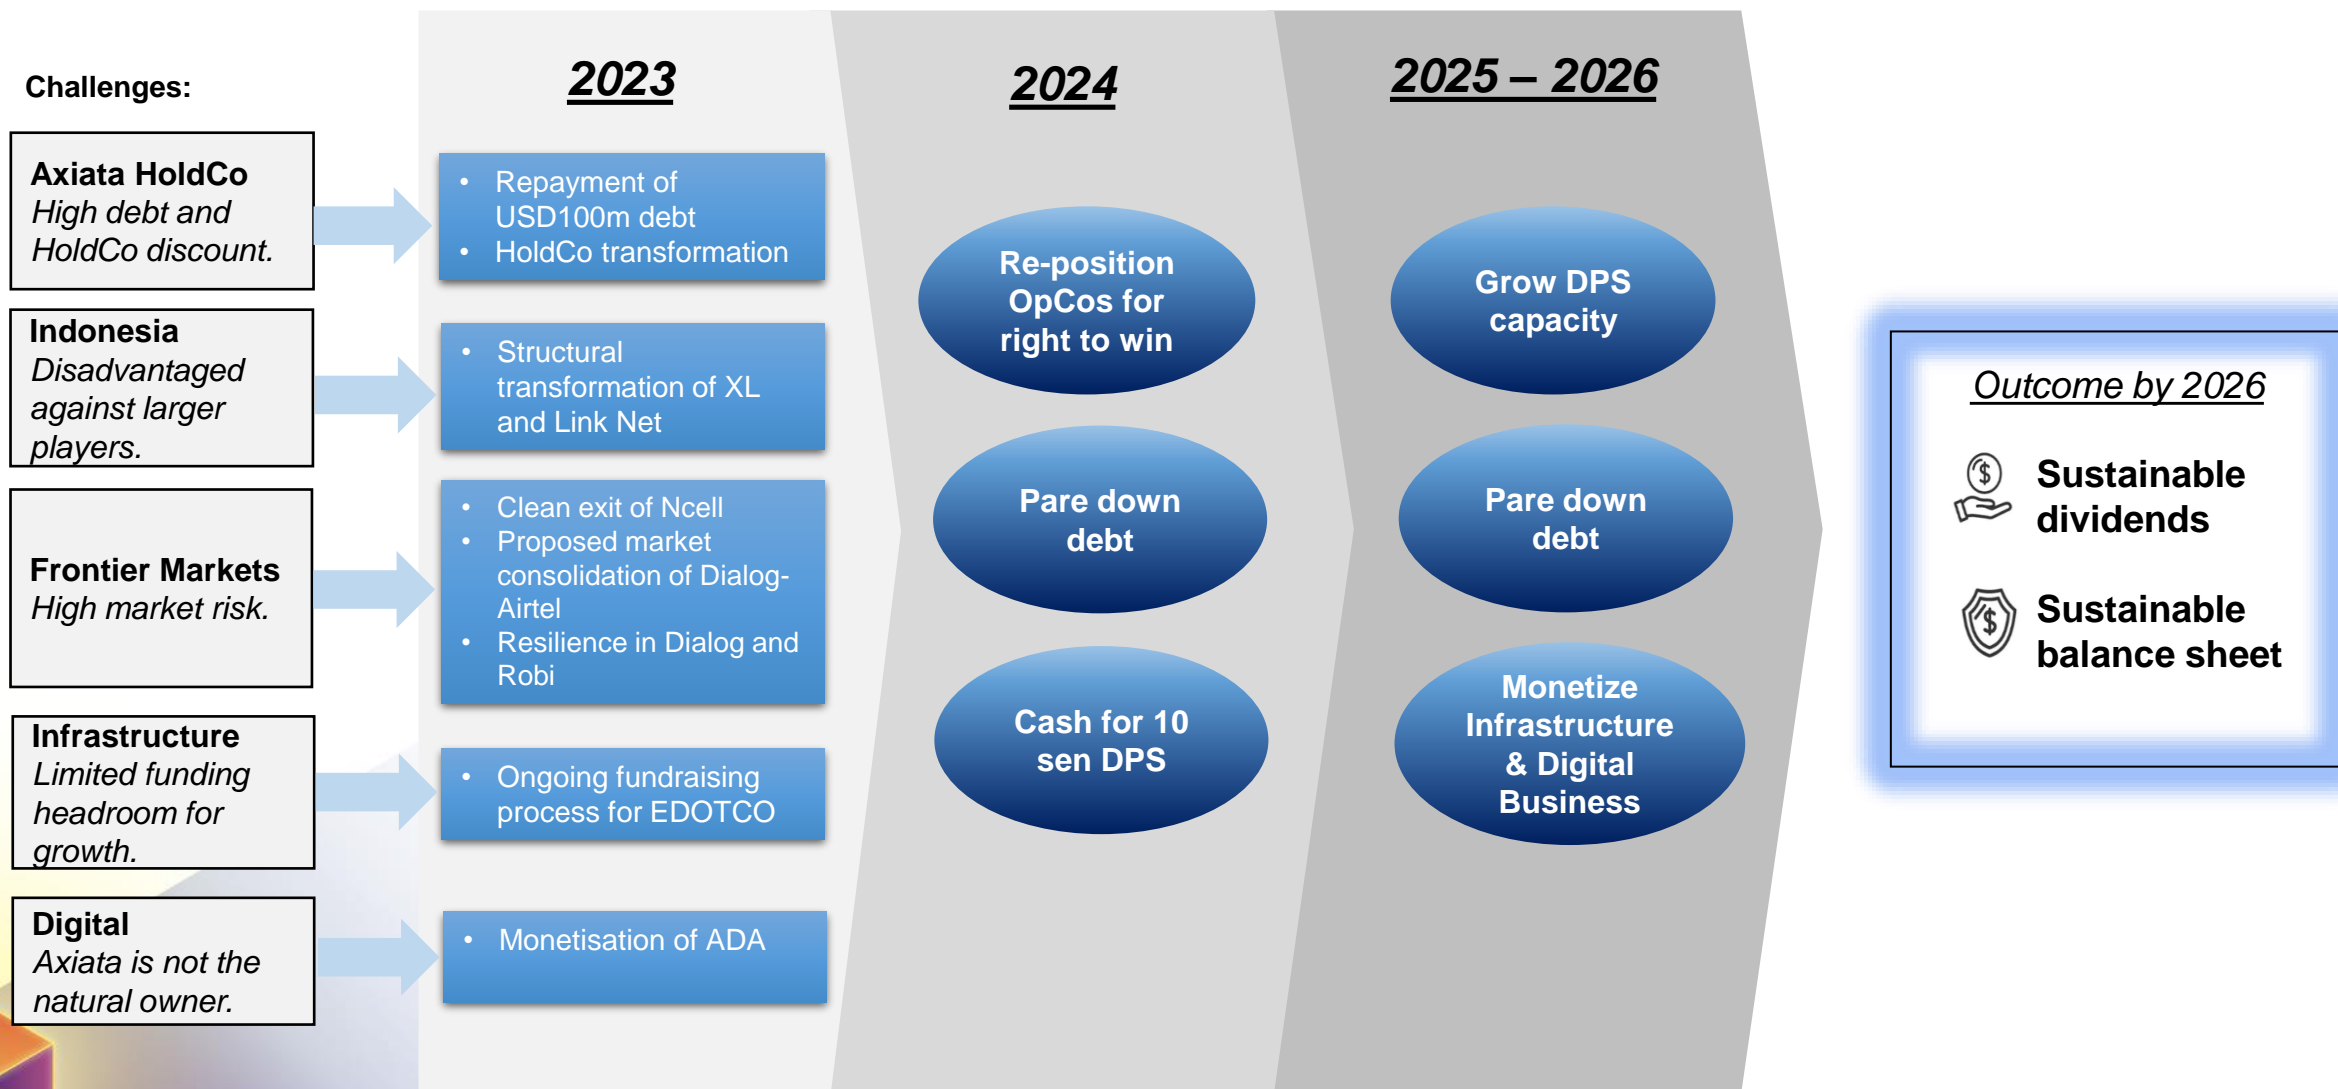 Challenges:
Axiata HoldCo
High debt and
HoldCo discount.
Indonesia
Disadvantaged
against larger
players.
Frontier Markets
High market risk.
Infrastructure
Limited funding
headroom for
growth.
Digital
Axiata is not the
natural owner.
2023
• Repayment of
USD100m debt
• HoldCo transformation
• Structural
transformation of XL
and Link Net
• Clean exit of Ncell
• Proposed market
consolidation of Dialog-
Airtel
• Resilience in Dialog and
Robi
• Ongoing fundraising
process for EDOTCO
• Monetisation of ADA
2024
Re-position
OpCos for
right to win
Pare down
debt
Cash for 10
sen DPS
2025 – 2026
Grow DPS
capacity
Pare down
debt
Monetize
Infrastructure
& Digital
Business
Outcome by 2026
Sustainable
dividends
Sustainable
balance sheet